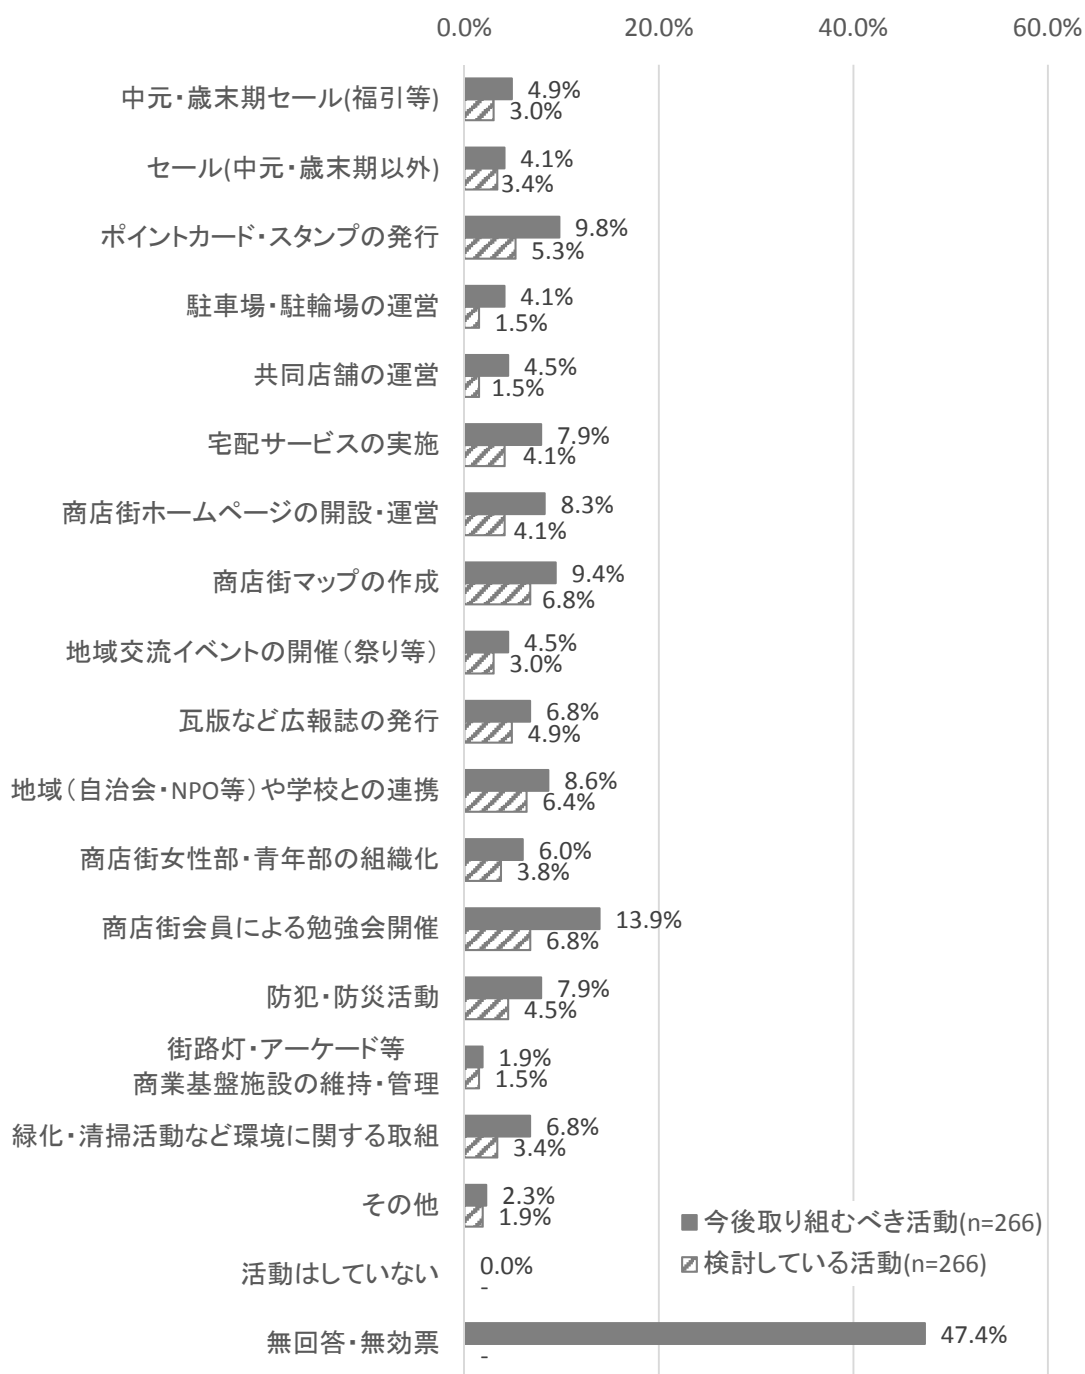 0.0% 20.0% 40.0% 60.0%
中元・歳末期セール(福引等) 4.9%
3.0%
セール(中元・歳末期以外) 4.1%
3.4%
ポイントカード・スタンプの発行 9.8%
5.3%
駐車場・駐輪場の運営 4.1%
1.5%
共同店舗の運営 4.5%
1.5%
宅配サービスの実施 7.9%
4.1%
商店街ホームページの開設・運営 8.3%
4.1%
商店街マップの作成 9.4%
6.8%
地域交流イベントの開催（祭り等） 4.5%
3.0%
瓦版など広報誌の発行 6.8%
4.9%
地域（自治会・NPO等）や学校との連携 8.6%
6.4%
商店街女性部・青年部の組織化 6.0%
3.8%
商店街会員による勉強会開催 13.9%
6.8%
防犯・防災活動 7.9%
4.5%
街路灯・アーケード等 1.9%
商業基盤施設の維持・管理 1.5%
緑化・清掃活動など環境に関する取組 6.8%
3.4%
その他 2.3%
1.9%
今後取り組むべき活動(n=266)
検討している活動(n=266)
活動はしていない 0.0%
-
無回答・無効票 47.4%
-